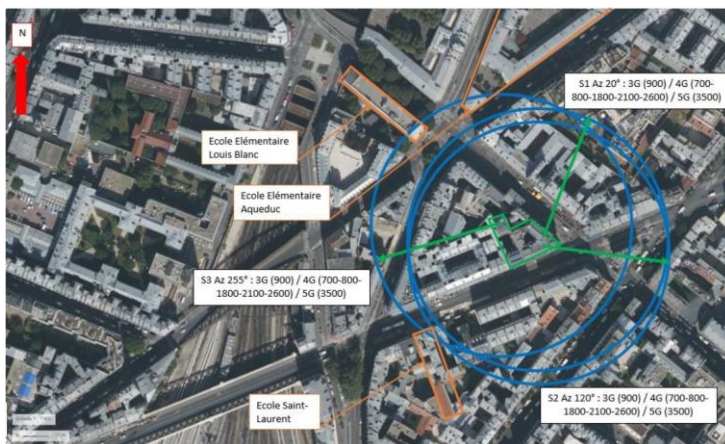 N
S1 Az 20° : 3G (900) / 4G (700-
800-1800-2100-2600) / 5G (3500)
Ecole Elémentaire
Louis Blanc
Ecole Elémentaire
Aqueduc
S3 Az 255° : 3G (900) / 4G (700-800-
1800-2100-2600) / 5G (3500)
Ecole Saint-
Laurent
S2 Az 120° : 3G (900) / 4G (700-800-
1800-2100-2600) / 5G (3500)